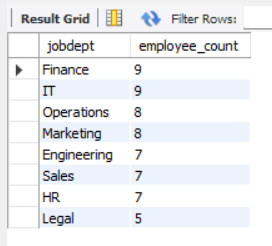 Result Grid Filter Rows:
jobdept employee_count
Finance 9
IT 9
Operations 8
Marketing 8
Engineering 7
Sales 7
HR 7
Legal 5